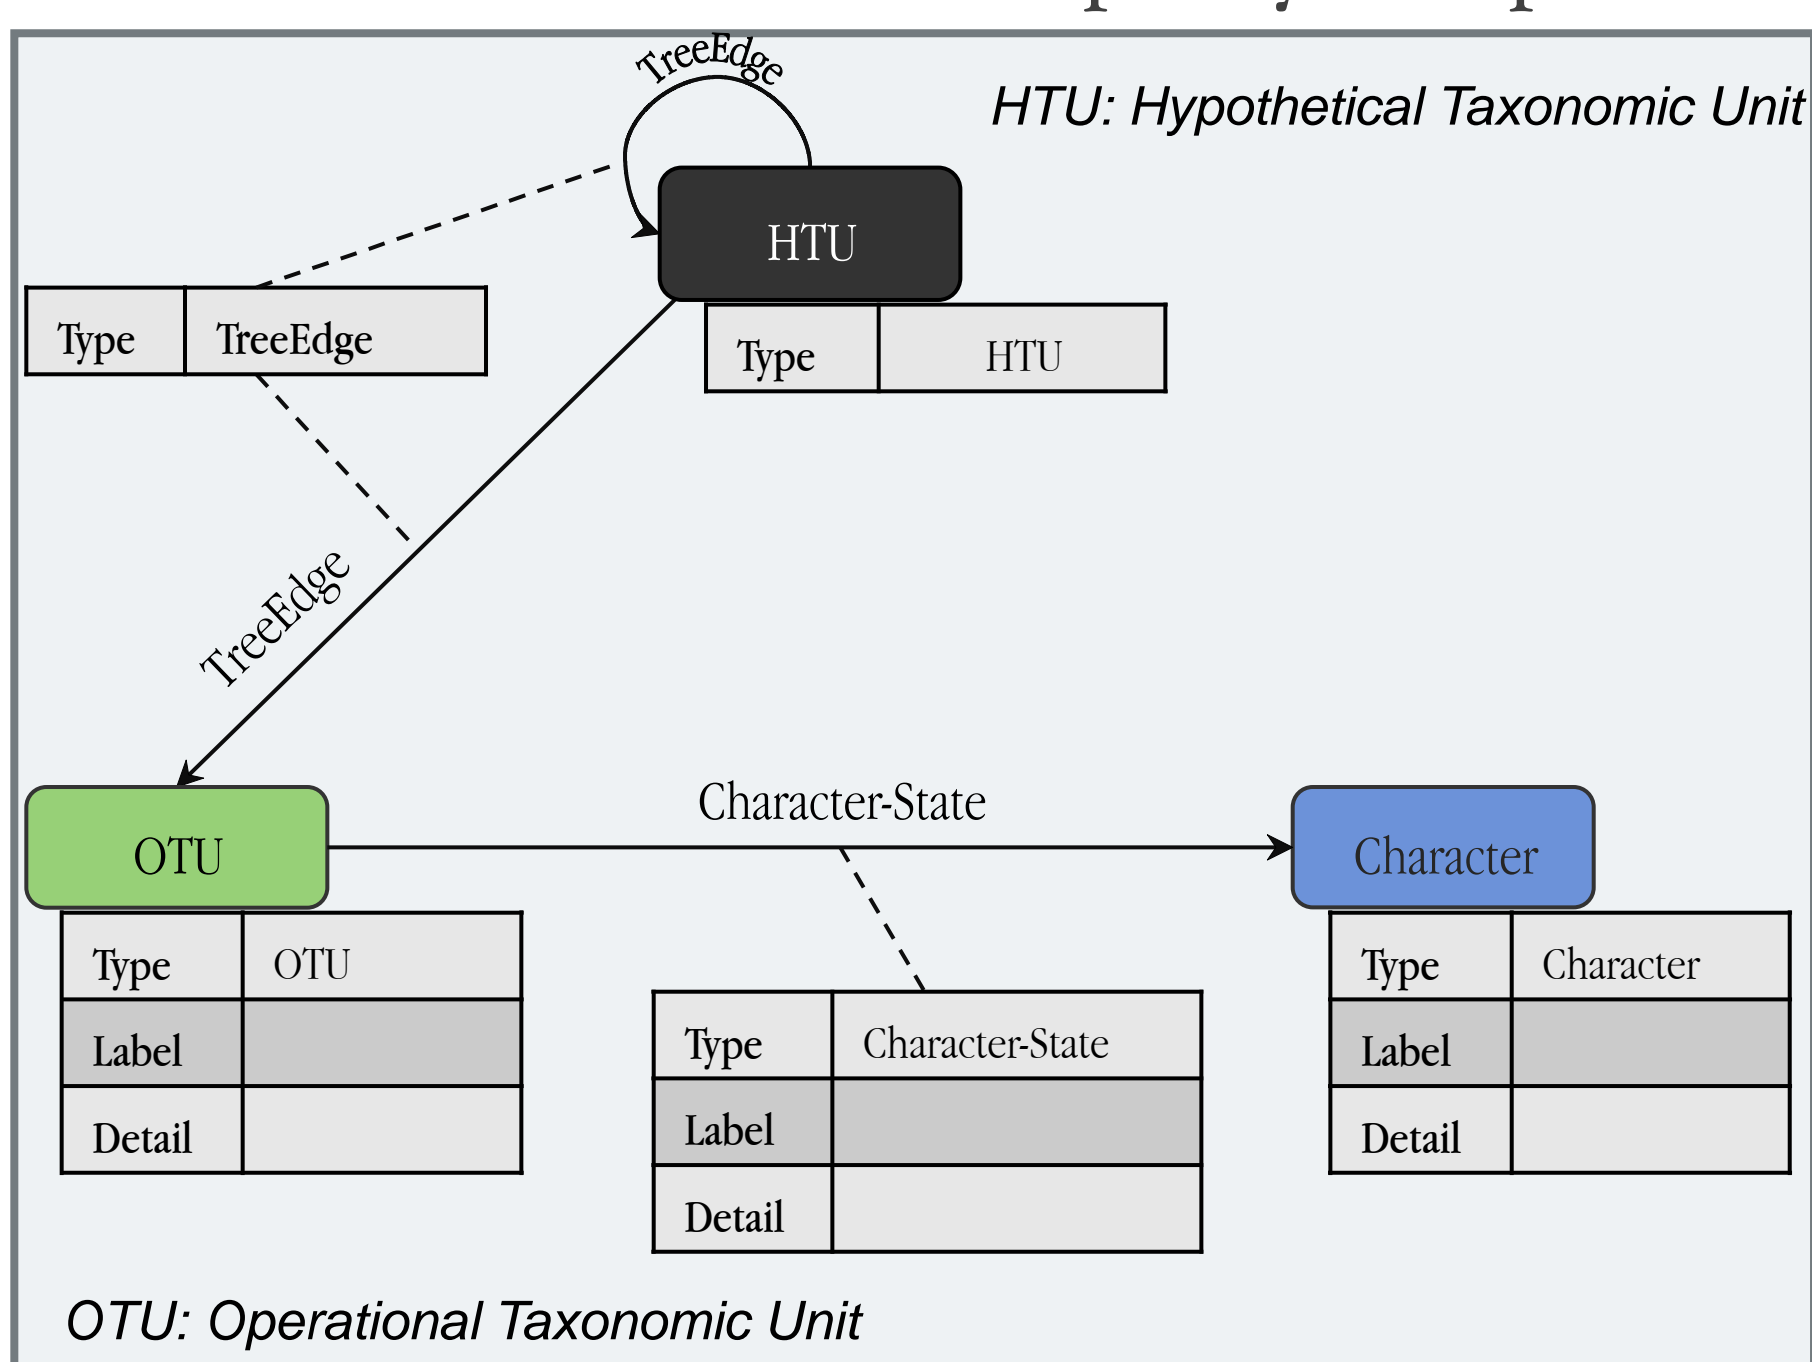 TreeEdge
HTU: Hypothetical Taxonomic Unit
HTU
Type TreeEdge
Type HTU
TreeEdge
Character-State
OTU
Character
Type OTU
Label
Detail
Type Character-State
Label
Detail
Type Character
Label
Detail
OTU: Operational Taxonomic Unit